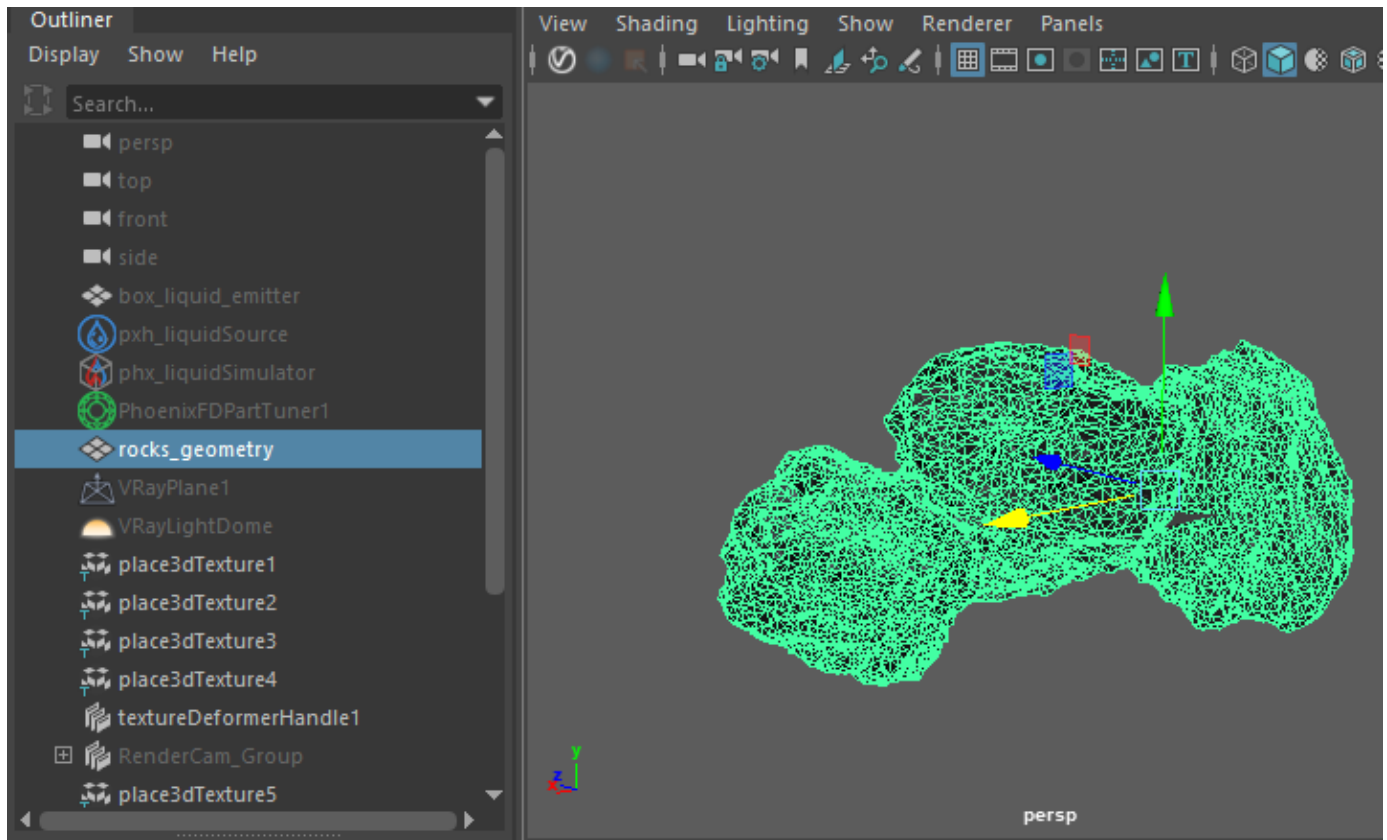 Outliner
Display Show Help
Search...
persp
top
front
side
box_liquid_emitter
pxh_liquidSource
phx_liquidSimulator
PhoenixFDPartTuner1
rocks_geometry
VRayPlane1
VRayLightDome
place3dTexture1
place3dTexture2
place3dTexture3
place3dTexture4
textureDeformerHandle1
RenderCam_Group
place3dTexture5
View Shading Lighting Show Renderer Panels
y
z
x
persp